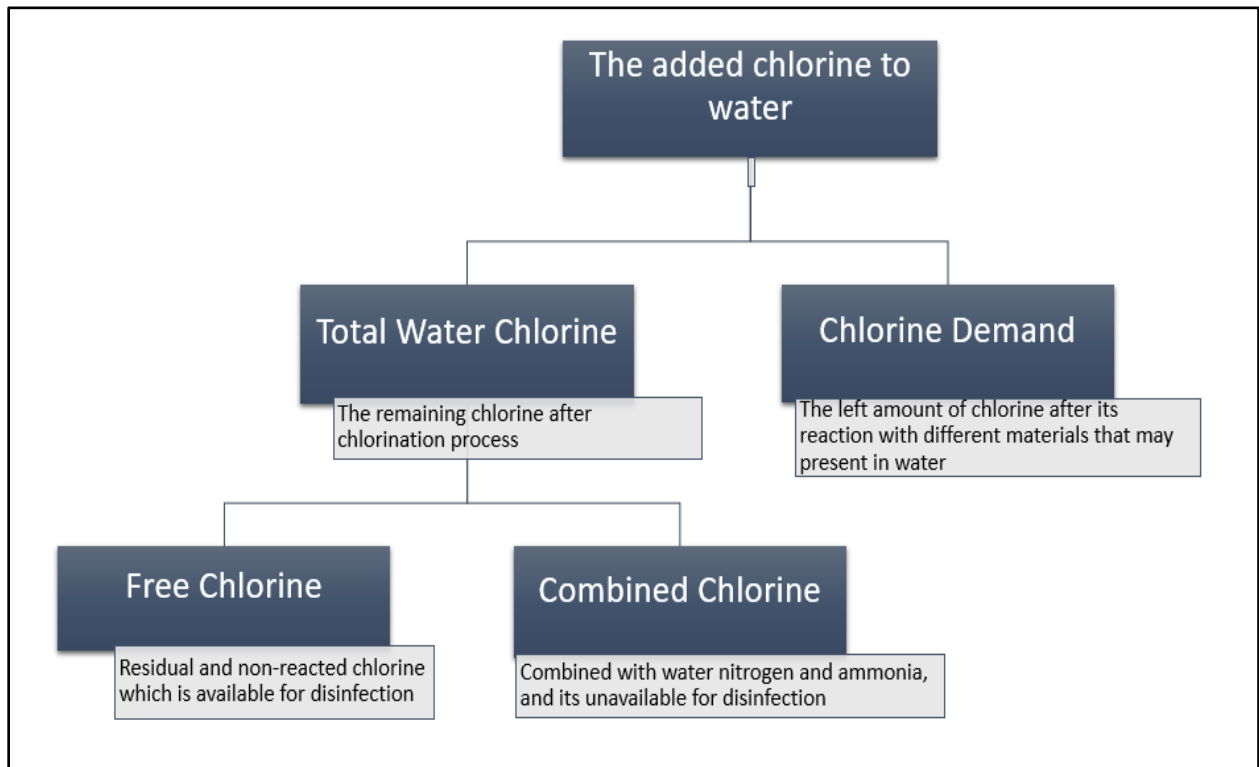 The added chlorine to
water
Total Water Chlorine
The remaining chlorine after
chlorination process
Chlorine Demand
The left amount of chlorine after its
reaction with different materials that may
present in water
Free Chlorine
Residual and non-reacted chlorine
which is available for disinfection
Combined Chlorine
Combined with water nitrogen and ammonia,
and its unavailable for disinfection